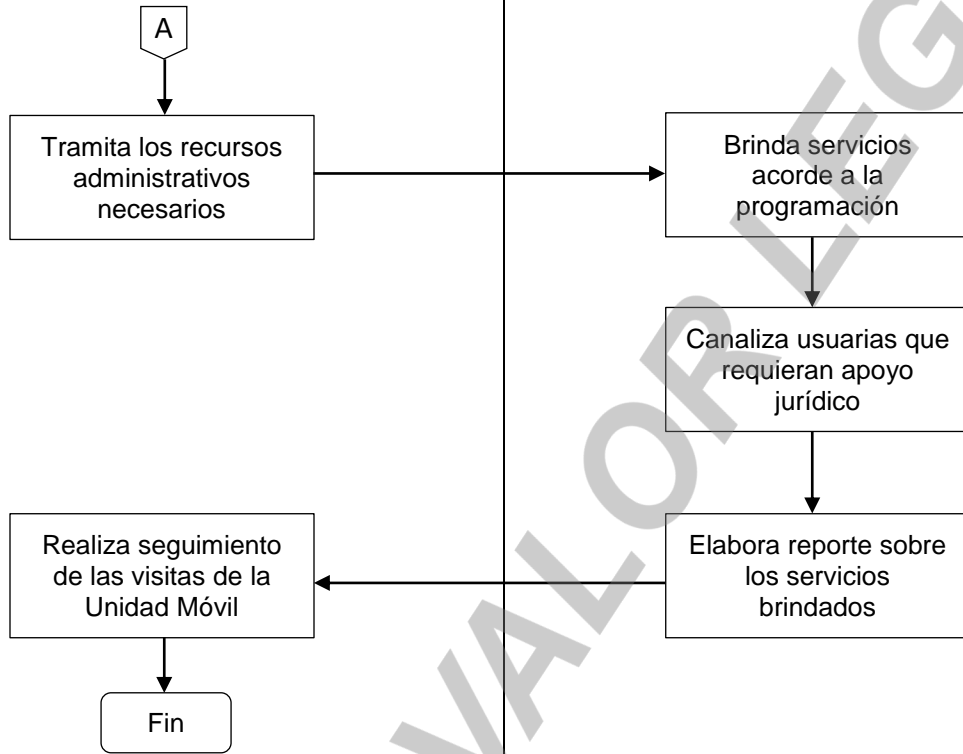 A
Tramita los recursos
administrativos
necesarios
Brinda servicios
acorde a la
programación
Canaliza usuarias que
requieran apoyo
jurídico
Elabora reporte sobre
los servicios
brindados
Realiza seguimiento
de las visitas de la
Unidad Móvil
Fin
VALOR LEG